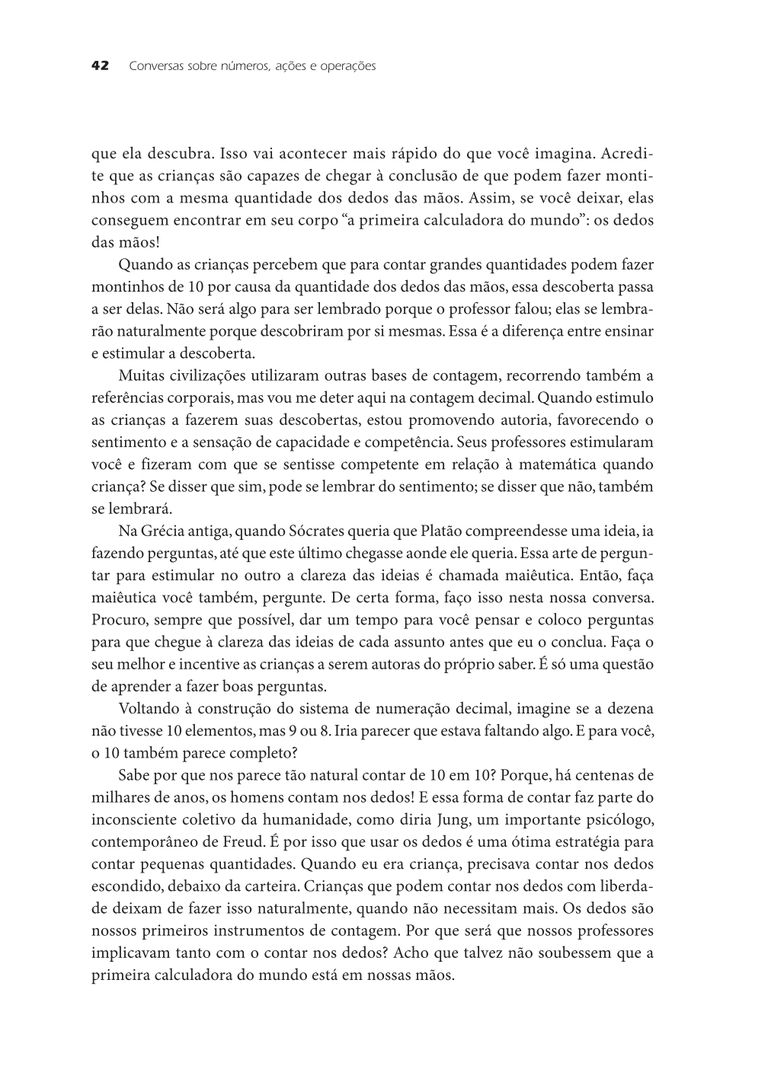 42 Conversas sobre números, ações e operações
que ela descubra. Isso vai acontecer mais rápido do que você imagina. Acredi-
te que as crianças são capazes de chegar à conclusão de que podem fazer monti-
nhos com a mesma quantidade dos dedos das mãos. Assim, se você deixar, elas
conseguem encontrar em seu corpo “a primeira calculadora do mundo”: os dedos
das mãos!
Quando as crianças percebem que para contar grandes quantidades podem fazer
montinhos de 10 por causa da quantidade dos dedos das mãos, essa descoberta passa
a ser delas. Não será algo para ser lembrado porque o professor falou; elas se lembra-
rão naturalmente porque descobriram por si mesmas. Essa é a diferença entre ensinar
e estimular a descoberta.
Muitas civilizações utilizaram outras bases de contagem, recorrendo também a
referências corporais, mas vou me deter aqui na contagem decimal. Quando estimulo
as crianças a fazerem suas descobertas, estou promovendo autoria, favorecendo o
sentimento e a sensação de capacidade e competência. Seus professores estimularam
você e fizeram com que se sentisse competente em relação à matemática quando
criança? Se disser que sim, pode se lembrar do sentimento; se disser que não, também
se lembrará.
Na Grécia antiga, quando Sócrates queria que Platão compreendesse uma ideia, ia
fazendo perguntas, até que este último chegasse aonde ele queria. Essa arte de pergun-
tar para estimular no outro a clareza das ideias é chamada maiêutica. Então, faça
maiêutica você também, pergunte. De certa forma, faço isso nesta nossa conversa.
Procuro, sempre que possível, dar um tempo para você pensar e coloco perguntas
para que chegue à clareza das ideias de cada assunto antes que eu o conclua. Faça o
seu melhor e incentive as crianças a serem autoras do próprio saber. É só uma questão
de aprender a fazer boas perguntas.
Voltando à construção do sistema de numeração decimal, imagine se a dezena
não tivesse 10 elementos, mas 9 ou 8. Iria parecer que estava faltando algo. E para você,
o 10 também parece completo?
Sabe por que nos parece tão natural contar de 10 em 10? Porque, há centenas de
milhares de anos, os homens contam nos dedos! E essa forma de contar faz parte do
inconsciente coletivo da humanidade, como diria Jung, um importante psicólogo,
contemporâneo de Freud. É por isso que usar os dedos é uma ótima estratégia para
contar pequenas quantidades. Quando eu era criança, precisava contar nos dedos
escondido, debaixo da carteira. Crianças que podem contar nos dedos com liberda-
de deixam de fazer isso naturalmente, quando não necessitam mais. Os dedos são
nossos primeiros instrumentos de contagem. Por que será que nossos professores
implicavam tanto com o contar nos dedos? Acho que talvez não soubessem que a
primeira calculadora do mundo está em nossas mãos.